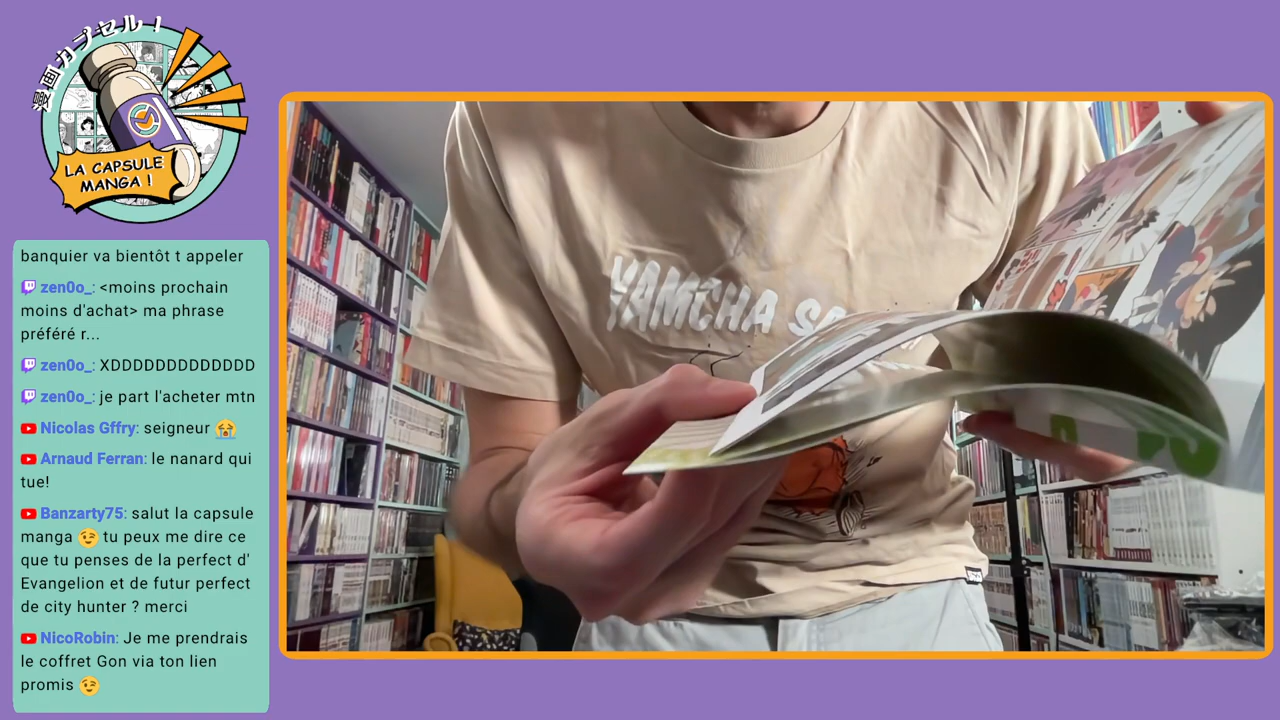 漫画カプセル！
LA CAPSULE
MANGA !
banquier va bientôt t appeler
zen0o_: <moins prochain
moins d'achat> ma phrase
préféré r...
zen0o_: XDDDDDDDDDDDDD
zen0o_: je part l'acheter mtn
Nicolas Gffry: seigneur 😭
Arnaud Ferran: le nanard qui
tue!
Banzarty75: salut la capsule
manga 😉 tu peux me dire ce
que tu penses de la perfect d'
Evangelion et de futur perfect
de city hunter ? merci
NicoRobin: Je me prendrais
le coffret Gon via ton lien
promis 😉
YAMCHA